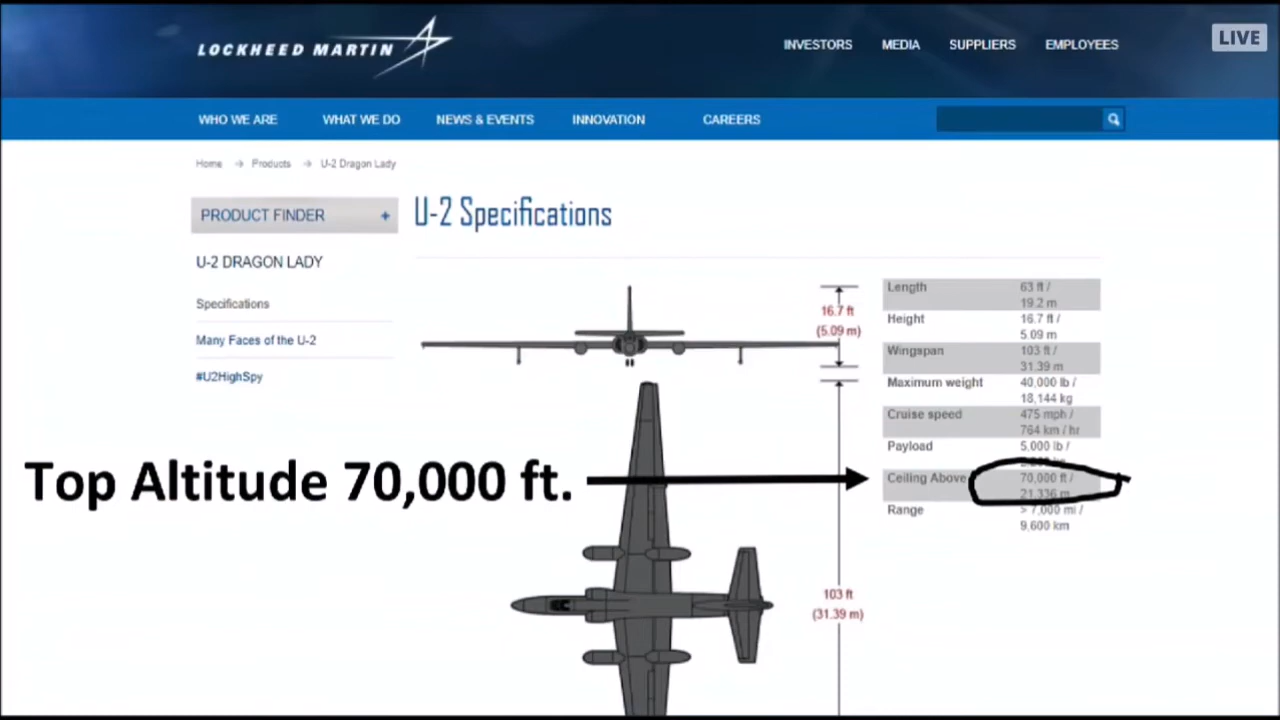 LOCKHEED MARTIN
INVESTORS MEDIA SUPPLIERS EMPLOYEES
LIVE
WHO WE ARE WHAT WE DO NEWS & EVENTS INNOVATION CAREERS
Home → Products → U-2 Dragon Lady
PRODUCT FINDER +
U-2 Specifications
U-2 DRAGON LADY
Specifications
Many Faces of the U-2
#U2HighSpy
16.7 ft
(5.09 m)
Length 63 ft /
19.2 m
Height 16.7 ft /
5.09 m
Wingspan 103 ft /
31.39 m
Maximum weight 40,000 lb /
18,144 kg
Cruise speed 475 mph /
764 km / hr
Payload 5,000 lb /
Ceiling Above 70,000 ft /
21,336 m
Range > 7,000 mi /
9,600 km
Top Altitude 70,000 ft.
103 ft
(31.39 m)